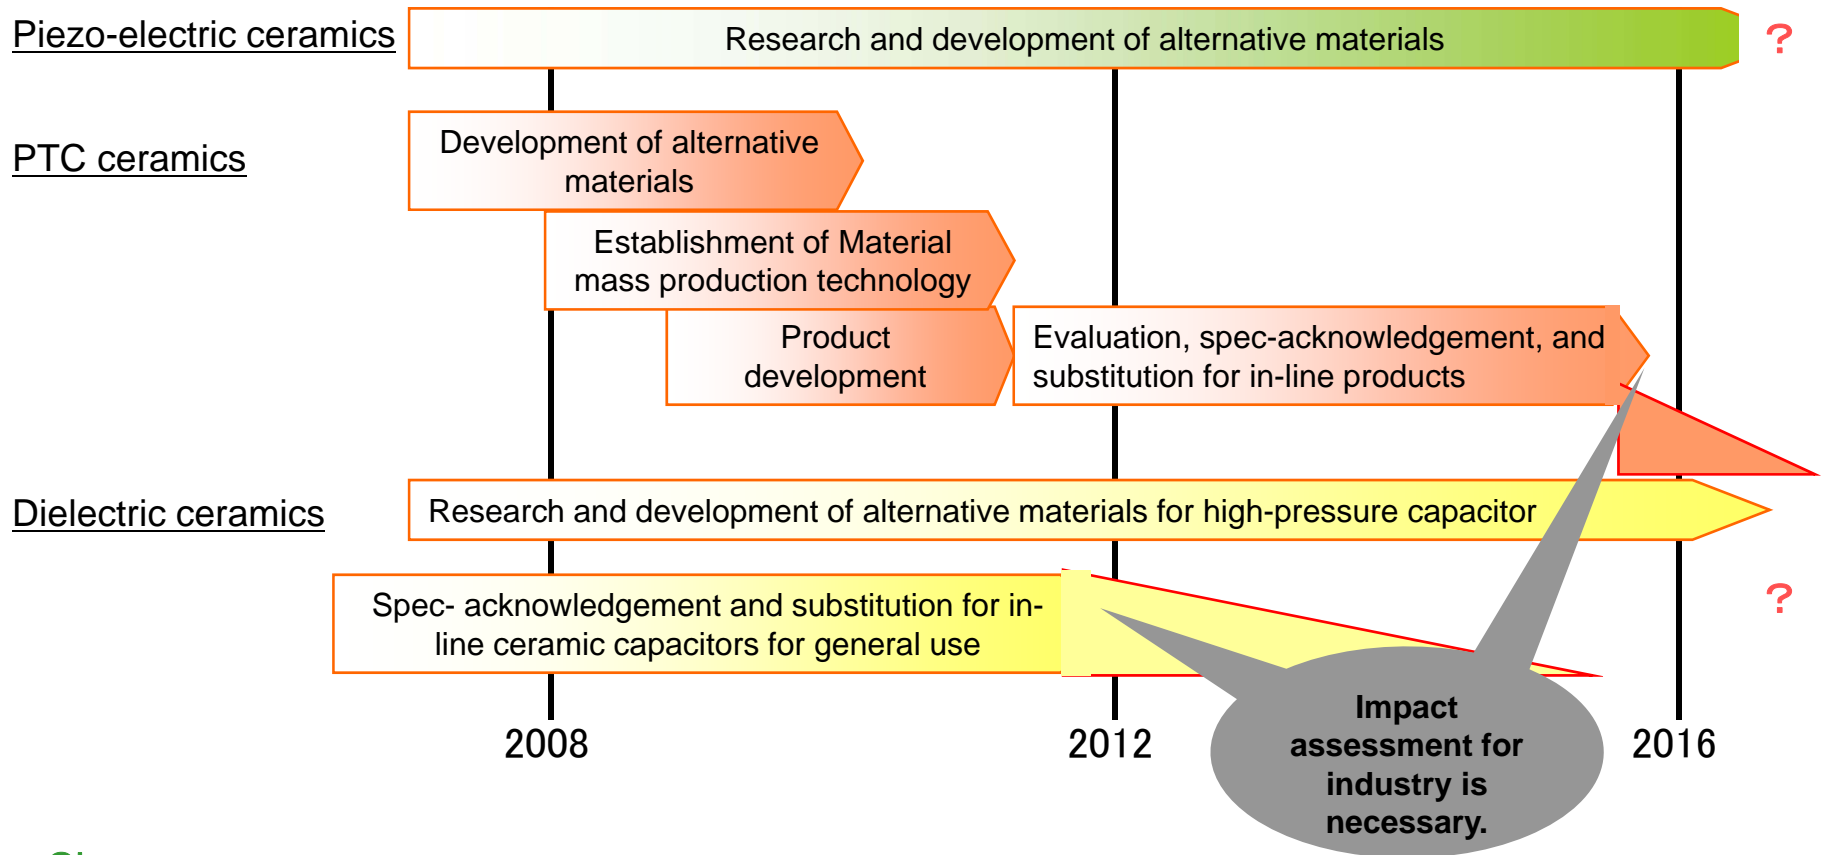 Piezo-electric ceramics
Research and development of alternative materials
?
PTC ceramics
Development of alternative
materials
Establishment of Material
mass production technology
Product
development
Evaluation, spec-acknowledgement, and
substitution for in-line products
Dielectric ceramics
Research and development of alternative materials for high-pressure capacitor
Spec- acknowledgement and substitution for in-
line ceramic capacitors for general use
?
Impact
assessment for
industry is
necessary.
2008
2012
2016